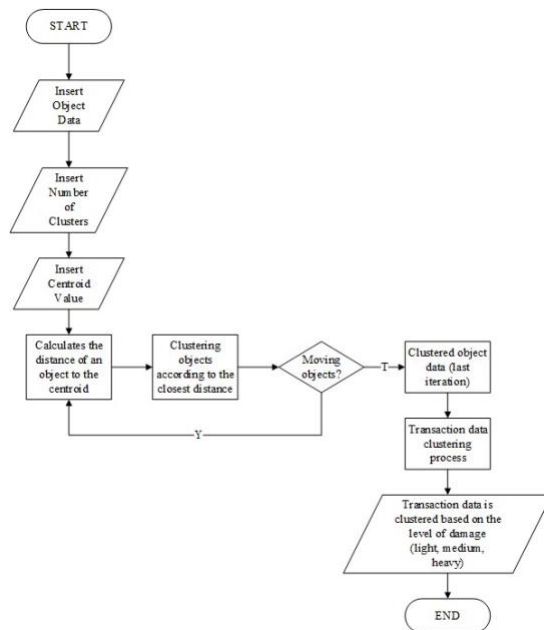 START
Insert
Object
Data
Insert
Number
of
Clusters
Insert
Centroid
Value
Calculates the
distance of an
object to the
centroid
Clustering
objects
according to the
closest distance
Moving
objects?
T
Clustered object
data (last
iteration)
Y
Transaction data
clustering
process
Transaction data is
clustered based on the
level of damage
(light, medium,
heavy)
END